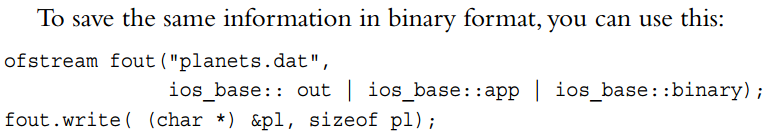 To save the same information in binary format, you can use this:
ofstream fout("planets.dat",
ios_base:: out | ios_base::app | ios_base::binary);
fout.write( (char *) &pl, sizeof pl);